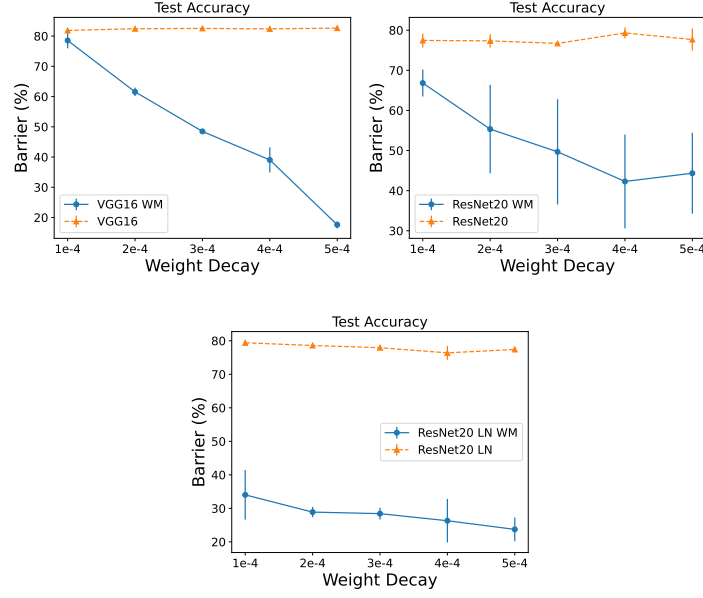 Test Accuracy
Barrier (%)
80
70
60
50
40
30
20
VGG16 WM
VGG16
1e-4
2e-4
3e-4
4e-4
5e-4
Weight Decay
Test Accuracy
Barrier (%)
80
70
60
50
40
30
ResNet20 WM
ResNet20
1e-4
2e-4
3e-4
4e-4
5e-4
Weight Decay
Test Accuracy
Barrier (%)
80
70
60
50
40
30
20
ResNet20 LN WM
ResNet20 LN
1e-4
2e-4
3e-4
4e-4
5e-4
Weight Decay